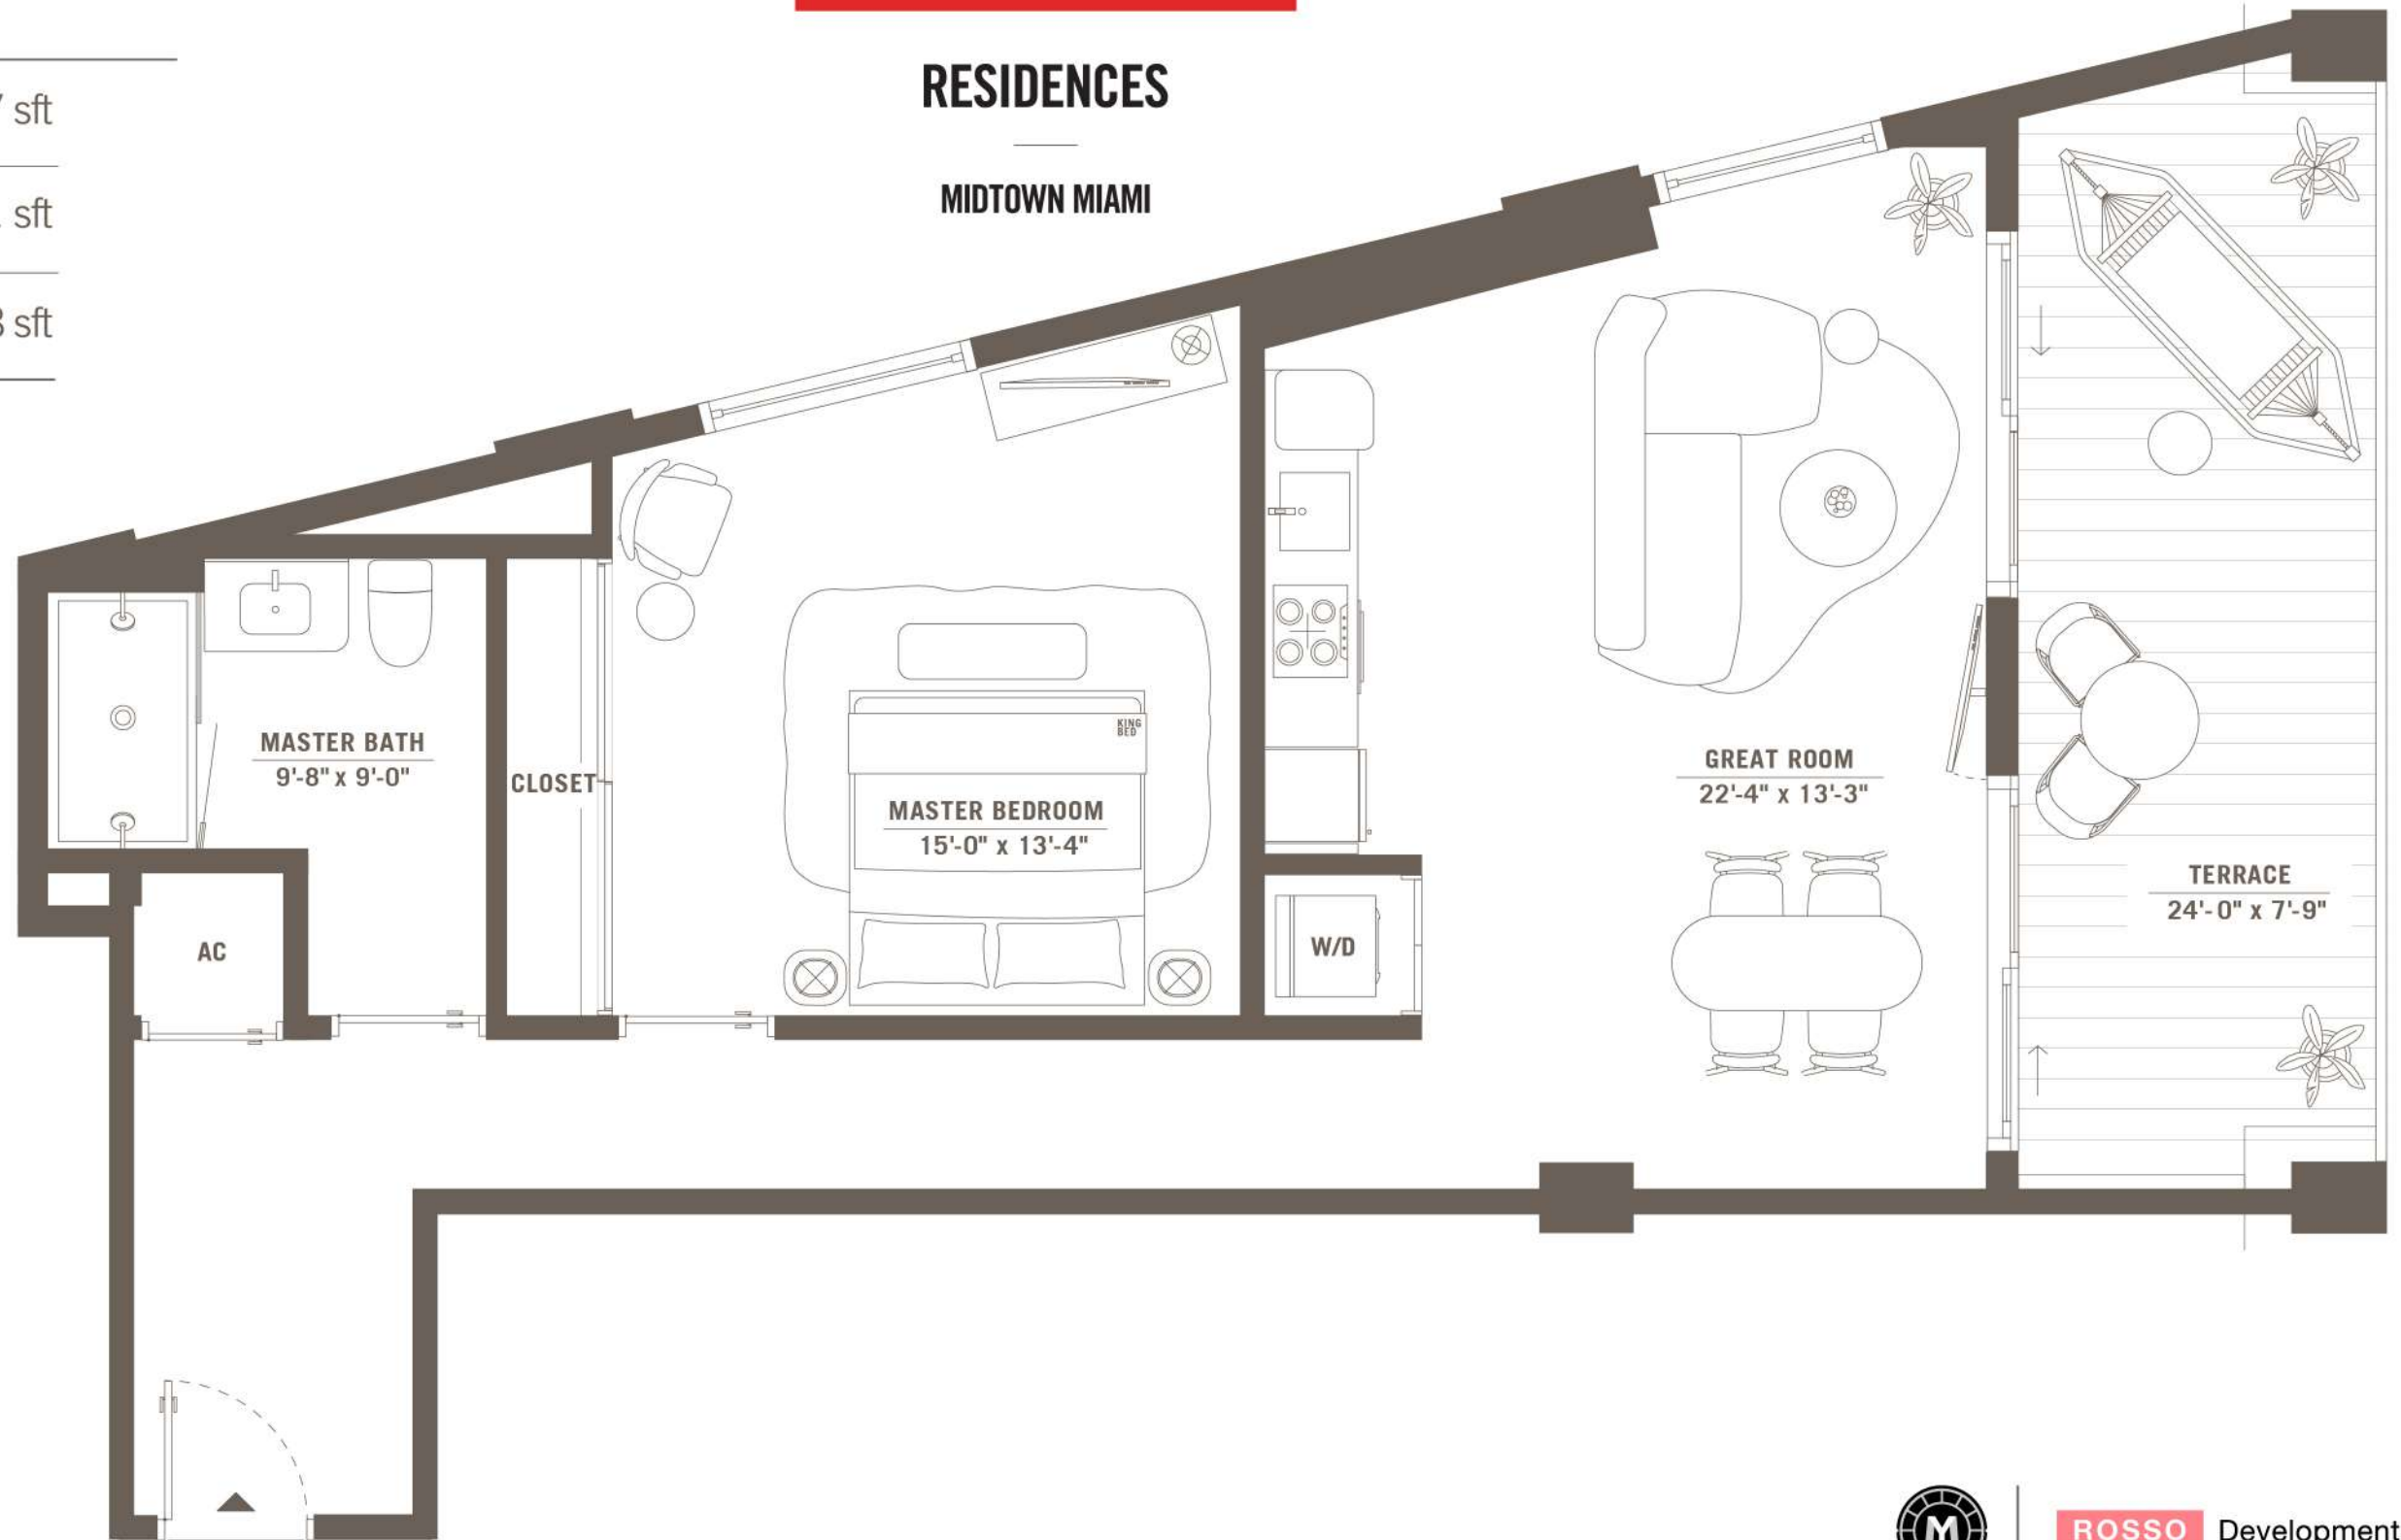 sft
sft
sft
RESIDENCES
MIDTOWN MIAMI
MASTER BATH
9'-8" x 9'-0"
CLOSET
KING
BED
MASTER BEDROOM
15'-0" x 13'-4"
GREAT ROOM
22'-4" x 13'-3"
TERRACE
24'-0" x 7'-9"
AC
W/D
M
ROSSO Development